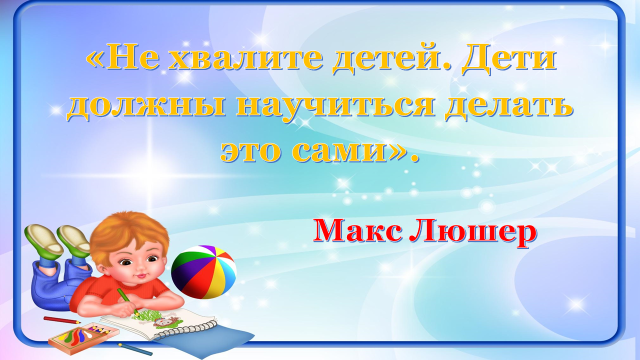 «Не хвалите детей. Дети
должны научиться делать
это сами».
Макс Люшер